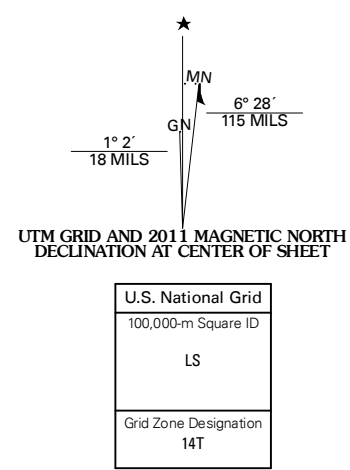 ★
MN
GN
6° 28´
115 MILS
1° 2´
18 MILS
UTM GRID AND 2011 MAGNETIC NORTH
DECLINATION AT CENTER OF SHEET
U.S. National Grid
100,000-m Square ID
LS
Grid Zone Designation
14T